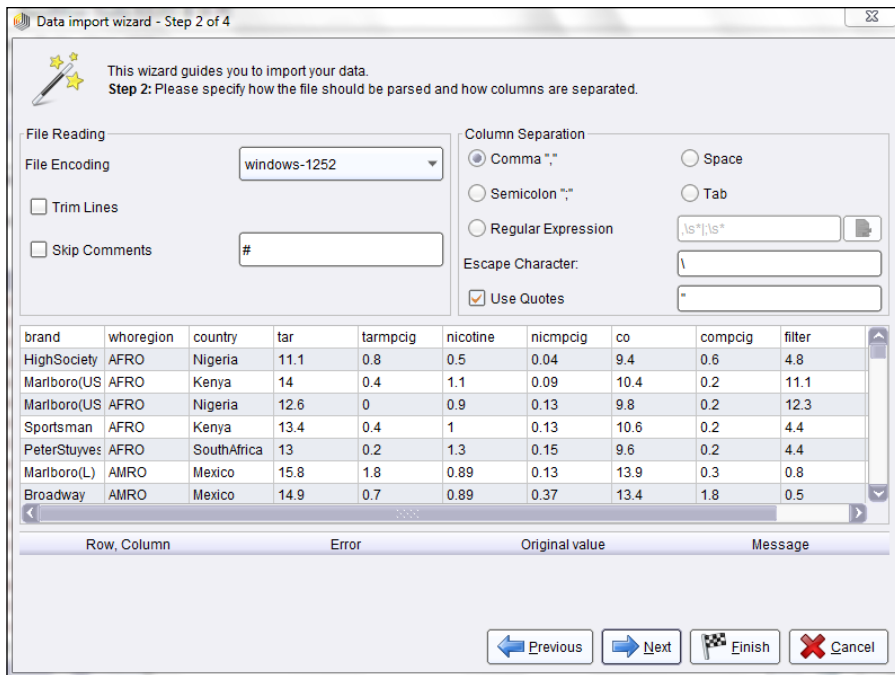 Data import wizard - Step 2 of 4
This wizard guides you to import your data.
Step 2: Please specify how the file should be parsed and how columns are separated.
File Reading
File Encoding windows-1252
Trim Lines
Skip Comments #
Column Separation
Comma "," Space
Semicolon ";" Tab
Regular Expression ,\s*|;\s*
Escape Character: \
Use Quotes "
brand whoregion country tar tarmpcig nicotine nicmpcig co compcig filter
HighSociety AFRO Nigeria 11.1 0.8 0.5 0.04 9.4 0.6 4.8
Marlboro(US AFRO Kenya 14 0.4 1.1 0.09 10.4 0.2 11.1
Marlboro(US AFRO Nigeria 12.6 0 0.9 0.13 9.8 0.2 12.3
Sportsman AFRO Kenya 13.4 0.4 1 0.13 10.6 0.2 4.4
PeterStuyves AFRO SouthAfrica 13 0.2 1.3 0.15 9.6 0.2 4.4
Marlboro(L) AMRO Mexico 15.8 1.8 0.89 0.13 13.9 0.3 0.8
Broadway AMRO Mexico 14.9 0.7 0.89 0.37 13.4 1.8 0.5
Row, Column Error Original value Message
Previous Next Finish Cancel